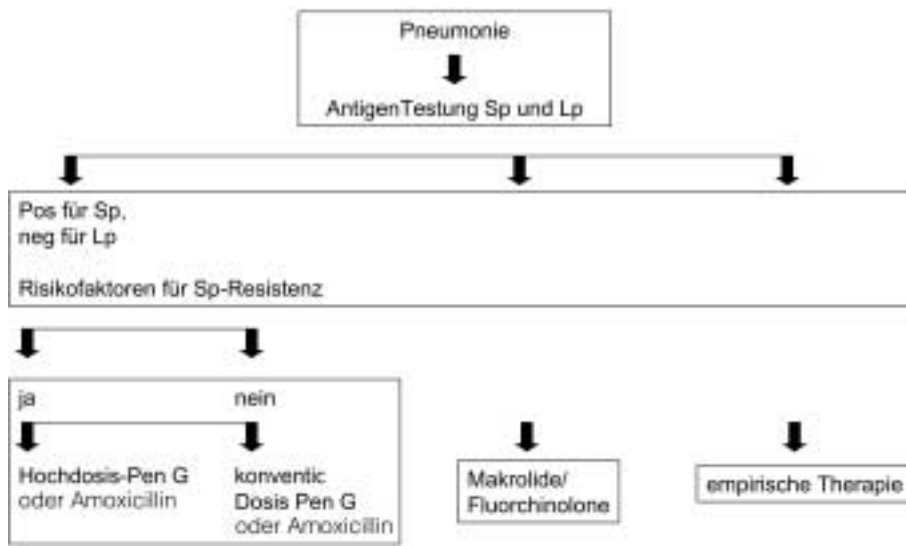 Pneumonie
AntigenTestung Sp und Lp
Pos für Sp,
neg für Lp
Risikofaktoren für Sp-Resistenz
ja
nein
Hochdosis-Pen G
oder Amoxicillin
konventic
Dosis Pen G
oder Amoxicillin
Makrolide/
Fluorchinolone
empirische Therapie